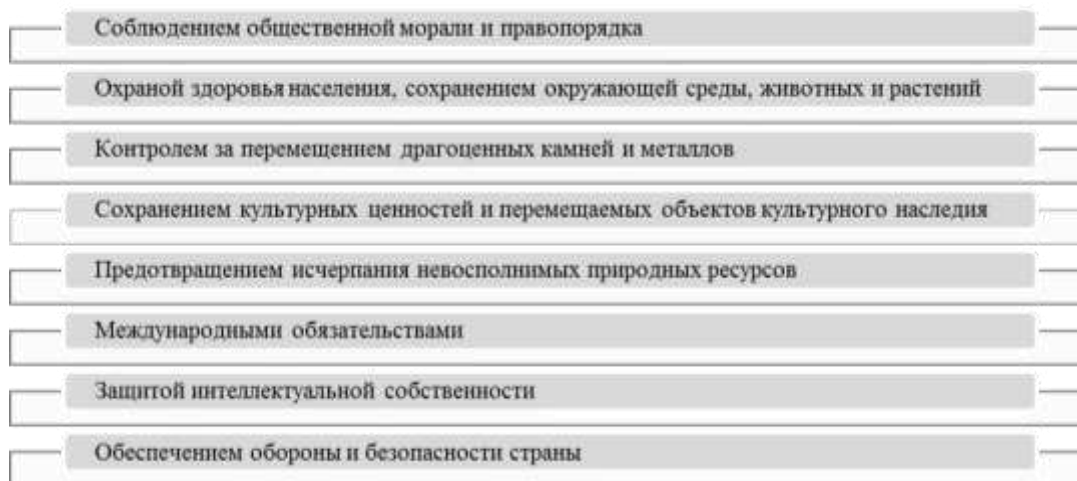 Соблюдением общественной морали и правопорядка
Охраной здоровья населения, сохранением окружающей среды, животных и растений
Контролем за перемещением драгоценных камней и металлов
Сохранением культурных ценностей и перемещаемых объектов культурного наследия
Предотвращением исчерпания невосполнимых природных ресурсов
Международными обязательствами
Защитой интеллектуальной собственности
Обеспечением обороны и безопасности страны